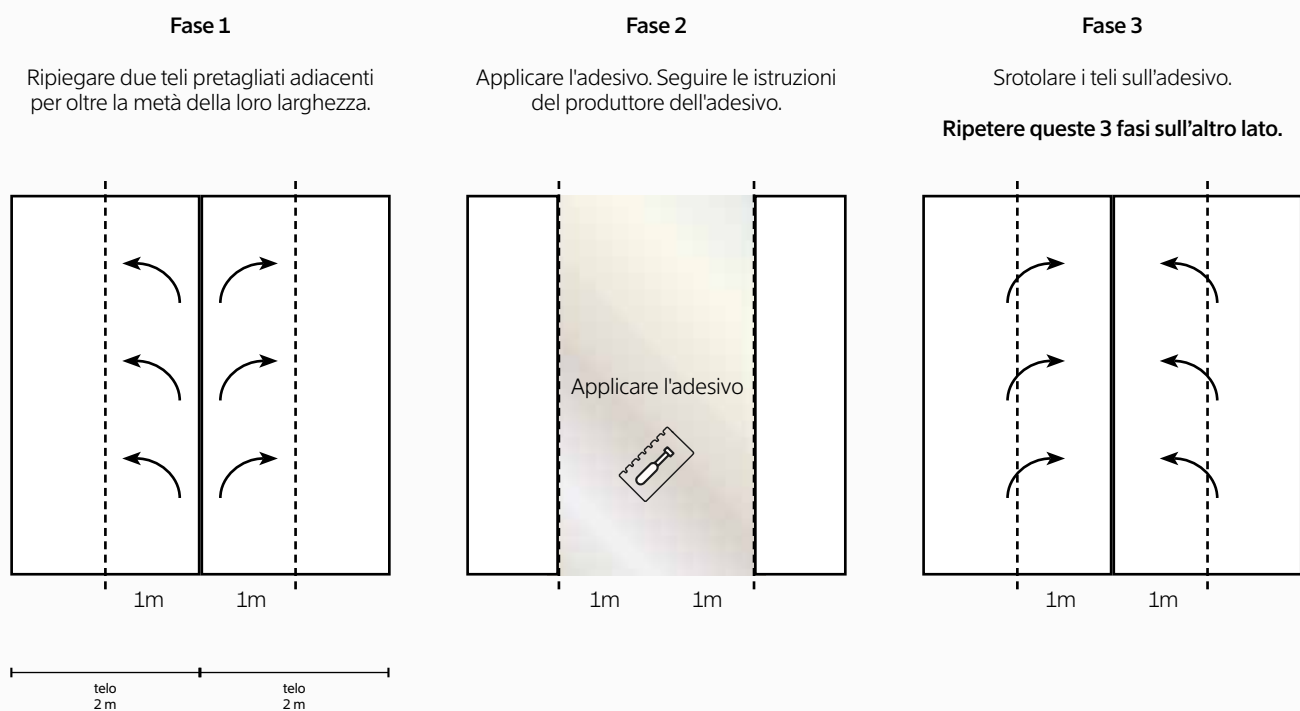 Fase 1
Ripiegare due teli pretagliati adiacenti
per oltre la metà della loro larghezza.
1m 1m
telo
2 m
telo
2 m
Fase 2
Applicare l'adesivo. Seguire le istruzioni
del produttore dell'adesivo.
Applicare l'adesivo
1m 1m
Fase 3
Srotolare i teli sull’adesivo.
Ripetere queste 3 fasi sull’altro lato.
1m 1m